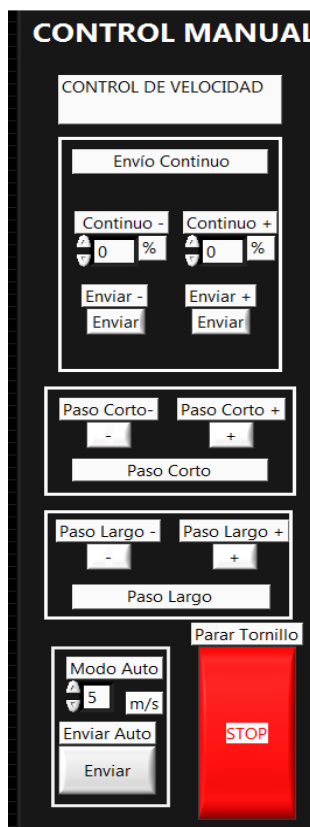 CONTROL MANUAL
CONTROL DE VELOCIDAD
Envío Continuo
Continuo - Continuo +
0 % 0 %
Enviar - Enviar +
Enviar Enviar
Paso Corto- Paso Corto +
- +
Paso Corto
Paso Largo - Paso Largo +
- +
Paso Largo
Parar Tornillo
Modo Auto
5 m/s
Enviar Auto
STOP
Enviar